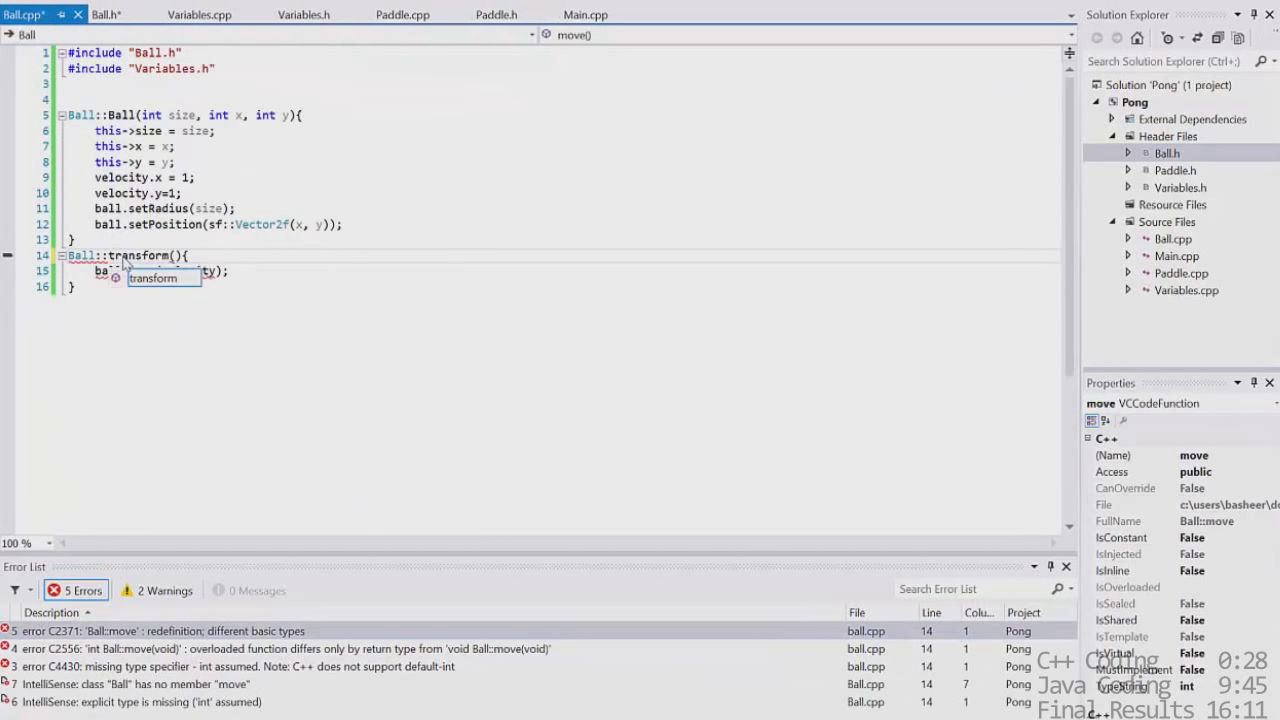 Ball.cpp* Ball.h* Variables.cpp Variables.h Paddle.cpp Paddle.h Main.cpp
Ball move()
1 #include "Ball.h"
2 #include "Variables.h"
3
4
5 Ball::Ball(int size, int x, int y){
6 this->size = size;
7 this->x = x;
8 this->y = y;
9 velocity.x = 1;
10 velocity.y=1;
11 ball.setRadius(size);
12 ball.setPosition(sf::Vector2f(x, y));
13 }
14 Ball::transform(){
15 ty);
transform
16 }
100 %
Solution Explorer
Search Solution Explorer (Ctrl+;)
Solution 'Pong' (1 project)
Pong
External Dependencies
Header Files
Ball.h
Paddle.h
Variables.h
Resource Files
Source Files
Ball.cpp
Main.cpp
Paddle.cpp
Variables.cpp
Properties
move VCCodeFunction
C++
(Name) move
Access public
CanOverride False
File c:\users\basheer\do
FullName Ball::move
IsConstant False
IsInjected False
IsInline False
IsOverloaded False
IsSealed False
IsShared False
IsTemplate False
IsVirtual False
MustImplement False
TypeString int
C++
Error List
5 Errors 2 Warnings 0 Messages Search Error List
Description File Line Colu... Project
5 error C2371: 'Ball::move' : redefinition; different basic types ball.cpp 14 1 Pong
4 error C2556: 'int Ball::move(void)' : overloaded function differs only by return type from 'void Ball::move(void)' ball.cpp 14 1 Pong
3 error C4430: missing type specifier - int assumed. Note: C++ does not support default-int ball.cpp 14 1 Pong
7 IntelliSense: class "Ball" has no member "move" Ball.cpp 14 7 Pong
6 IntelliSense: explicit type is missing ('int' assumed) Ball.cpp 14 1 Pong
C++ Coding 0:28
Java Coding 9:45
Final Results 16:11